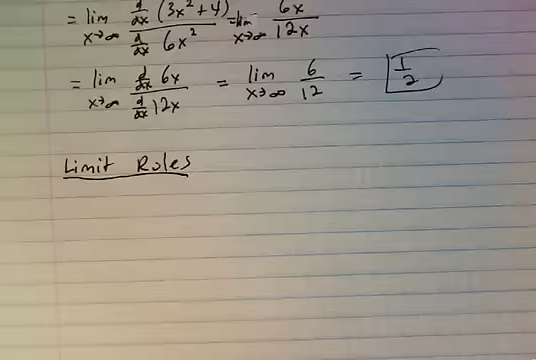 = lim x→∞ d/dx (3x² + 4) / d/dx 6x² = lim x→∞ 6x / 12x
= lim x→∞ d/dx 6x / d/dx 12x = lim x→∞ 6 / 12 = 1/2
Limit Rules